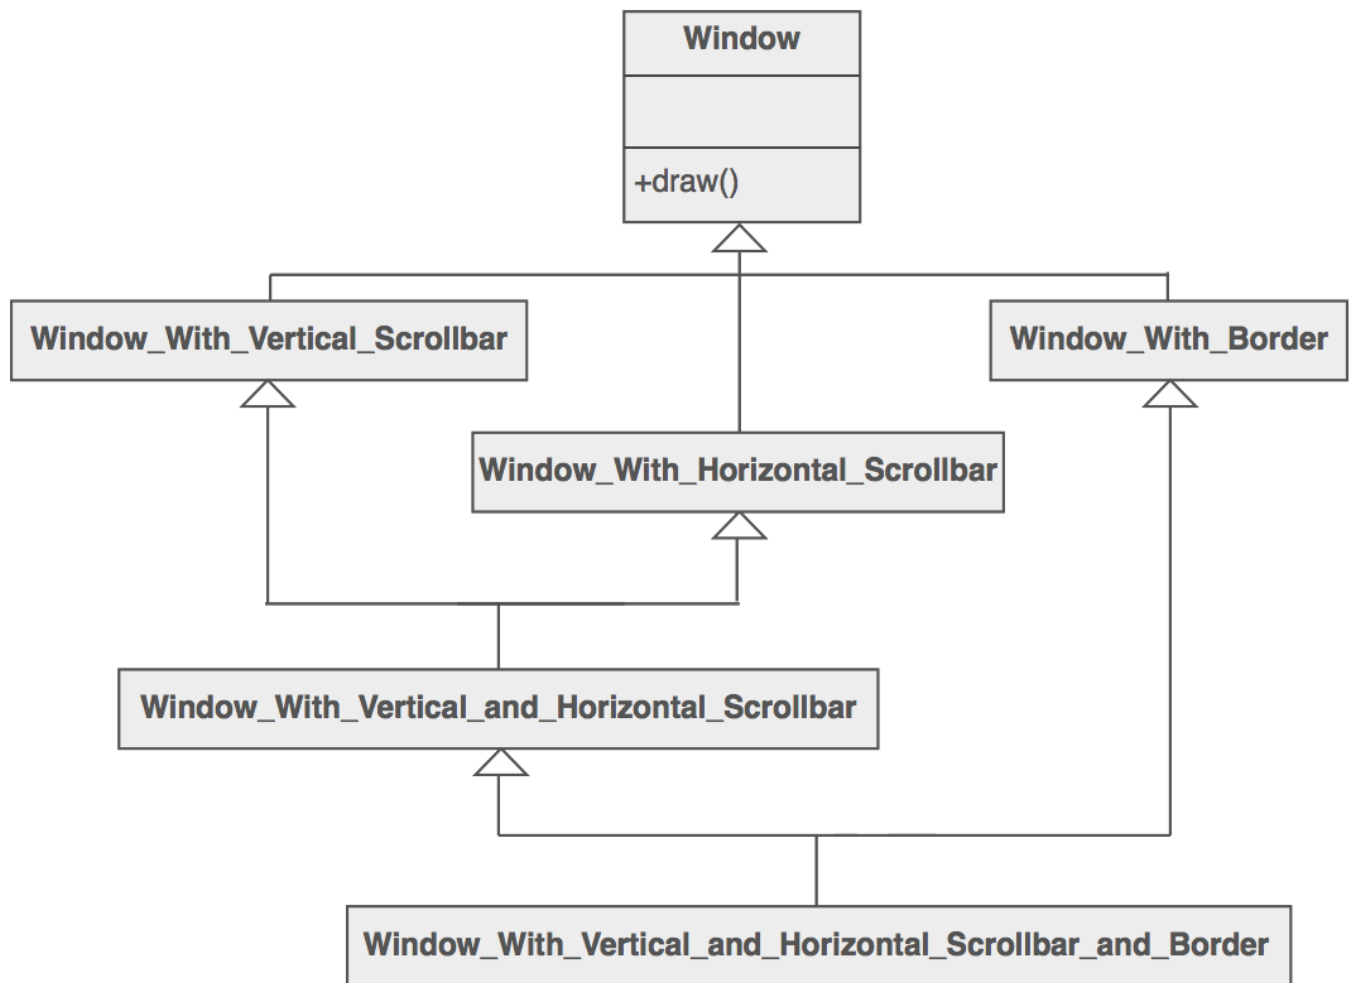 Window
+draw()
Window_With_Vertical_Scrollbar
Window_With_Border
Window_With_Horizontal_Scrollbar
Window_With_Vertical_and_Horizontal_Scrollbar
Window_With_Vertical_and_Horizontal_Scrollbar_and_Border